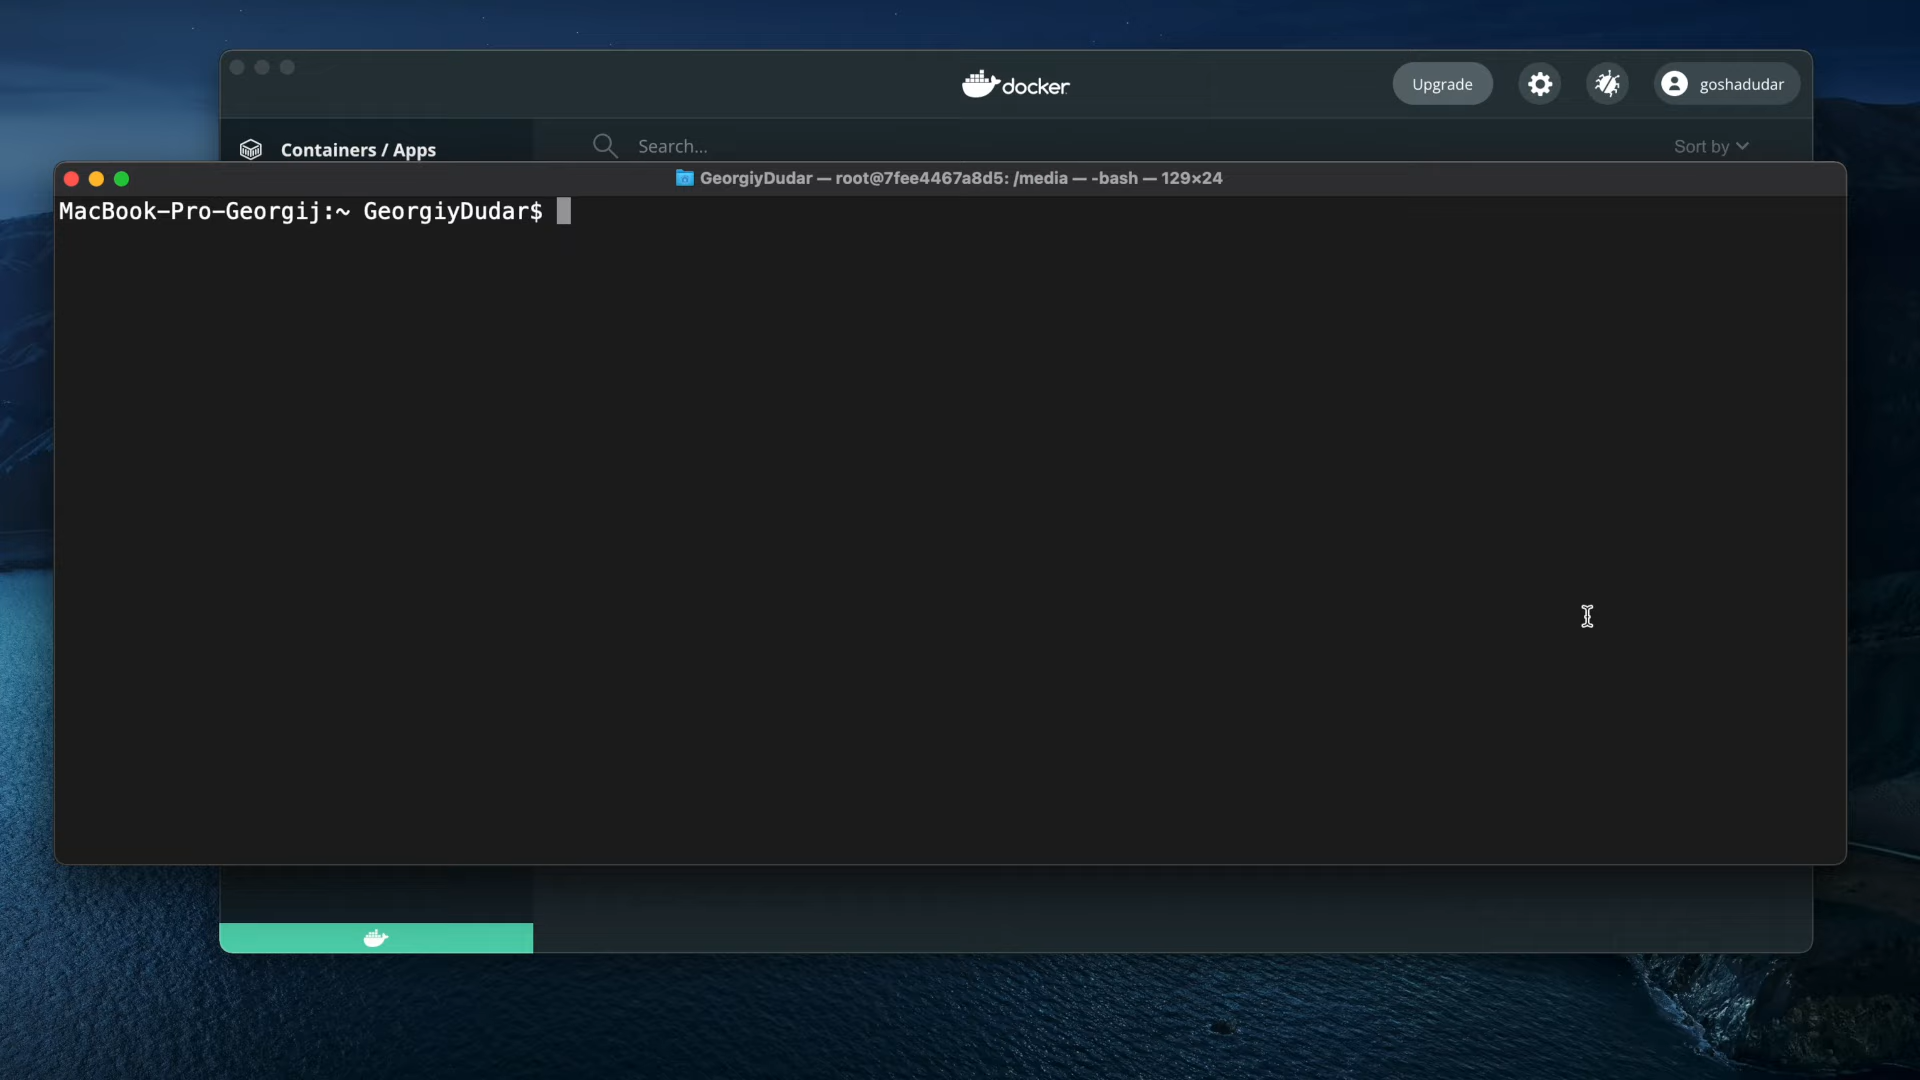 docker
Upgrade
goshadudar
Containers / Apps
Search...
Sort by
GeorgiyDudar — root@7fee4467a8d5: /media — -bash — 129×24
MacBook-Pro-Georgij:~ GeorgiyDudar$